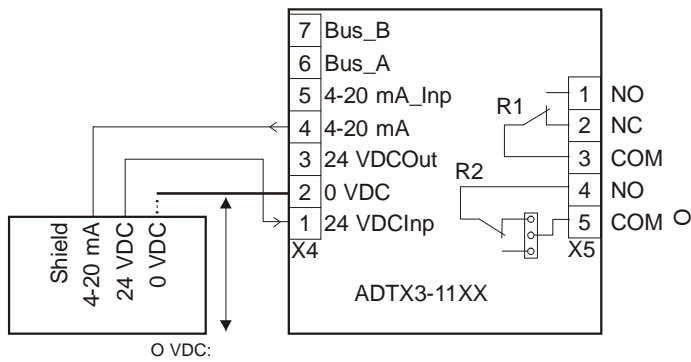 7 Bus_B
6 Bus_A
5 4-20 mA_Inp
4 4-20 mA
3 24 VDCOut
2 0 VDC
1 24 VDCInp
X4
R1
R2
1 NO
2 NC
3 COM
4 NO
5 COM O
X5
ADTX3-11XX
Shield
4-20 mA
24 VDC
0 VDC
O VDC: